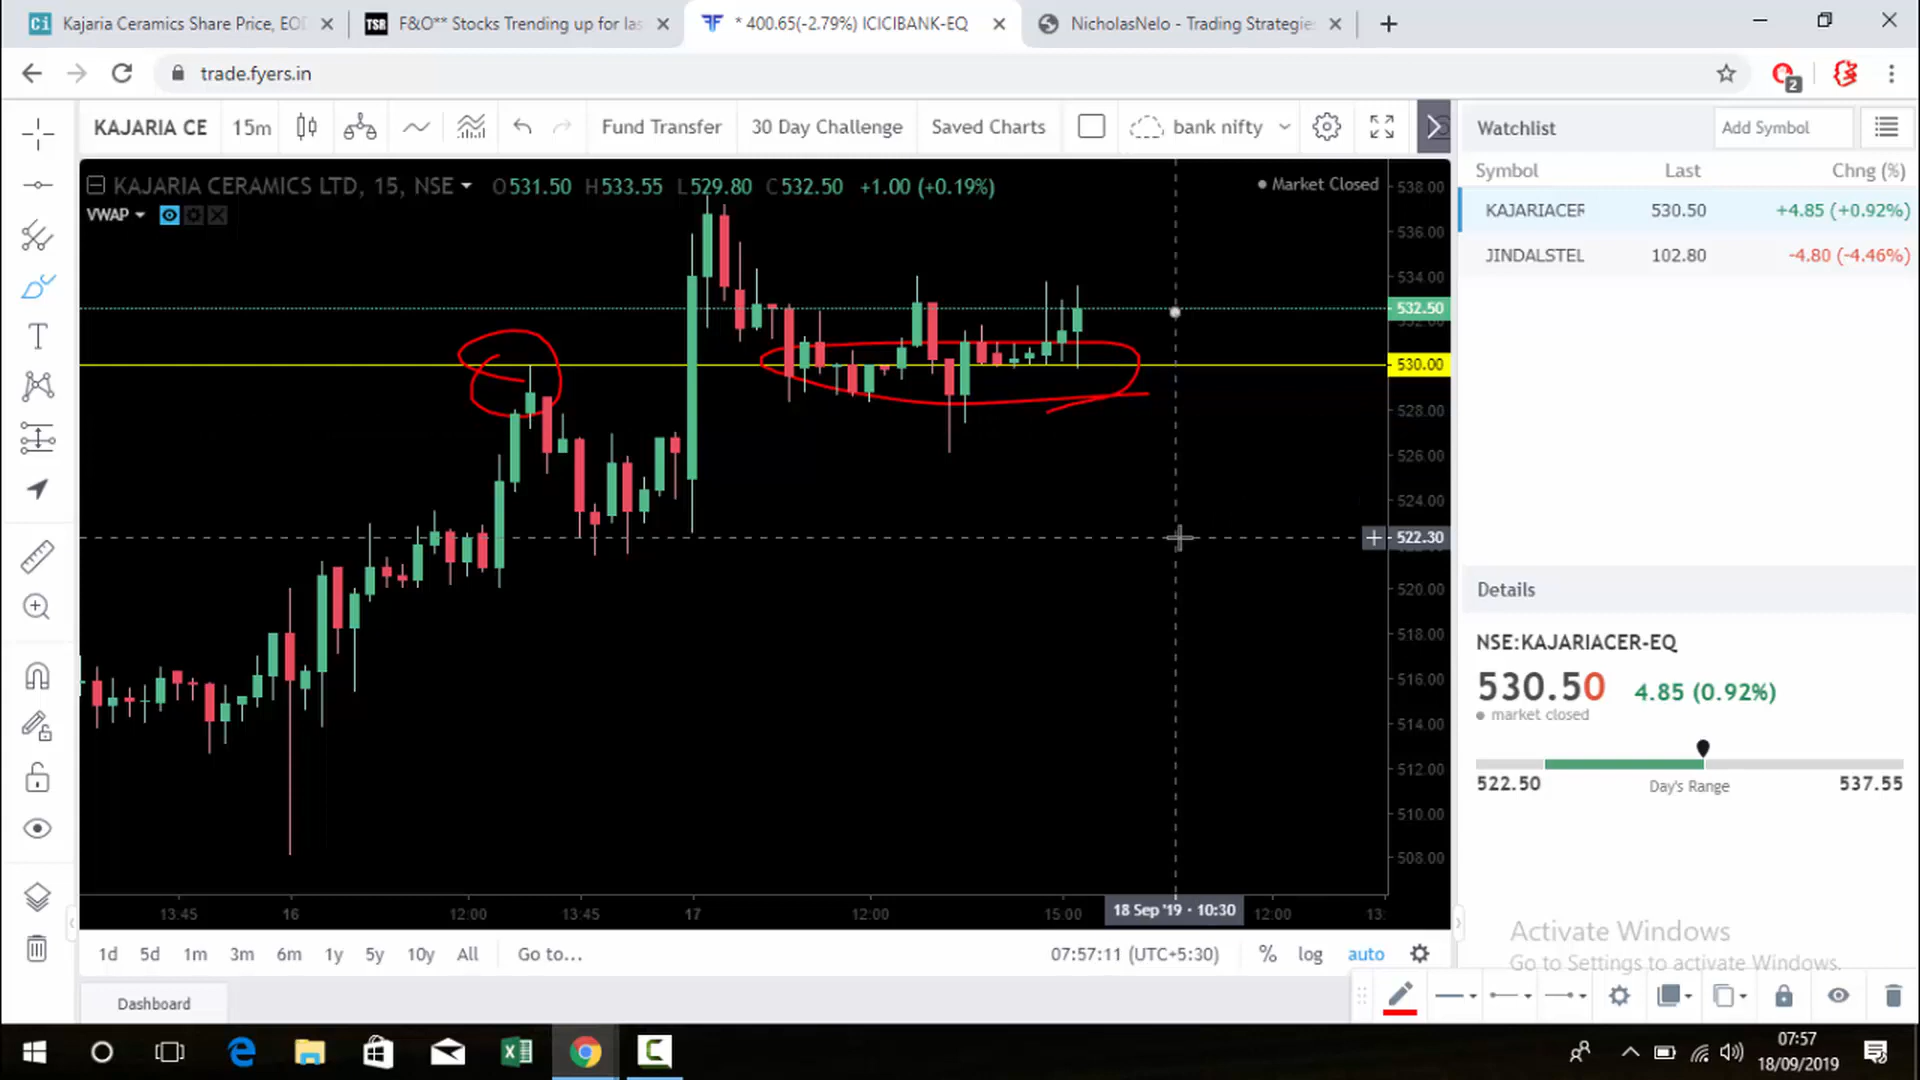 Kajaria Ceramics Share Price, EOD
F&O** Stocks Trending up for las
* 400.65(-2.79%) ICICIBANK-EQ
NicholasNelo - Trading Strategies
trade.fyers.in
2
KAJARIA CE
15m
Fund Transfer
30 Day Challenge
Saved Charts
bank nifty
Watchlist
Add Symbol
Symbol Last Chng (%)
KAJARIACER 530.50 +4.85 (+0.92%)
JINDALSTEL 102.80 -4.80 (-4.46%)
KAJARIA CERAMICS LTD, 15, NSE O531.50 H533.55 L529.80 C532.50 +1.00 (+0.19%)
Market Closed
VWAP
538.00
536.00
534.00
532.50
530.00
528.00
526.00
524.00
522.30
520.00
518.00
516.00
514.00
512.00
510.00
508.00
13:45 16 12:00 13:45 17 12:00 15:00 18 Sep '19 · 10:30 12:00 13:
Details
NSE:KAJARIACER-EQ
530.50 4.85 (0.92%)
market closed
522.50 Day's Range 537.55
1d 5d 1m 3m 6m 1y 5y 10y All Go to...
07:57:11 (UTC+5:30) % log auto
Activate Windows
Go to Settings to activate Windows.
Dashboard
07:57
18/09/2019